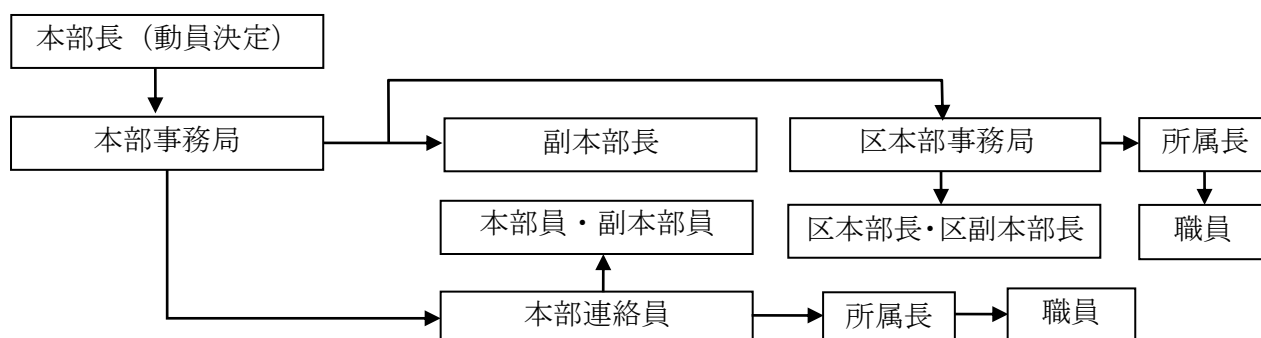 本部長（動員決定）
本部事務局
副本部長
区本部事務局
所属長
本部員・副本部員
区本部長・区副本部長
職員
本部連絡員
所属長
職員